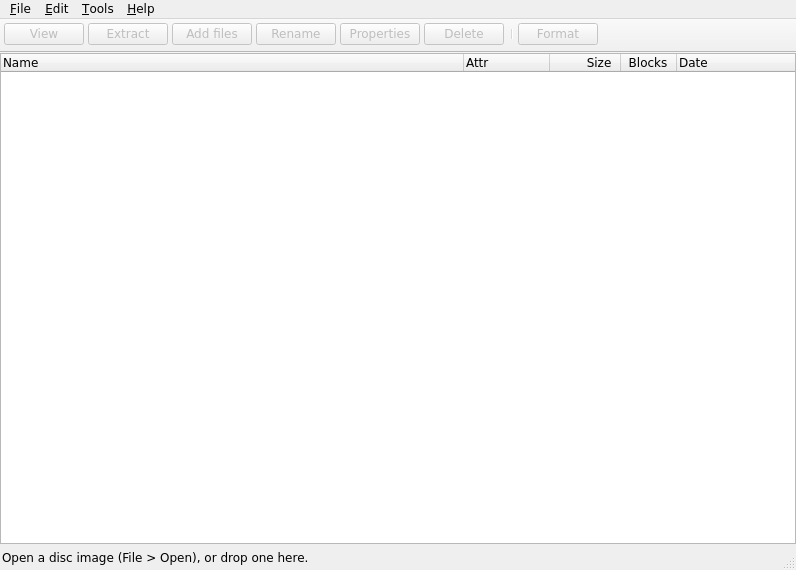 File Edit Tools Help
View Extract Add files Rename Properties Delete Format
Name Attr Size Blocks Date
Open a disc image (File > Open), or drop one here.